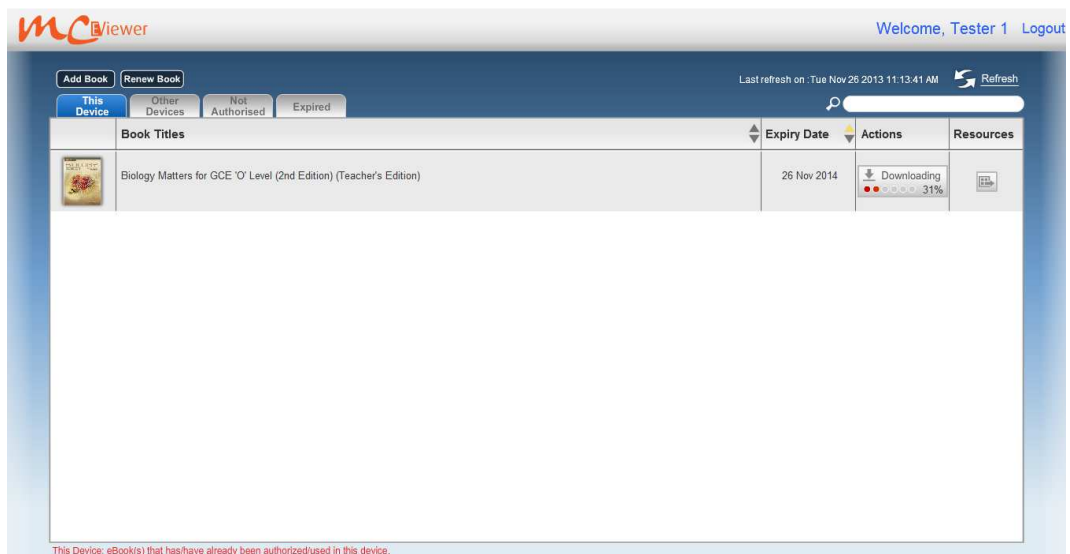 MCEViewer
Welcome, Tester 1 Logout
Add Book Renew Book
Last refresh on :Tue Nov 26 2013 11:13:41 AM Refresh
This Device Other Devices Not Authorised Expired
Book Titles Expiry Date Actions Resources
Biology Matters for GCE 'O' Level (2nd Edition) (Teacher's Edition) 26 Nov 2014 Downloading
31%
This Device: eBook(s) that has/have already been authorized/used in this device.